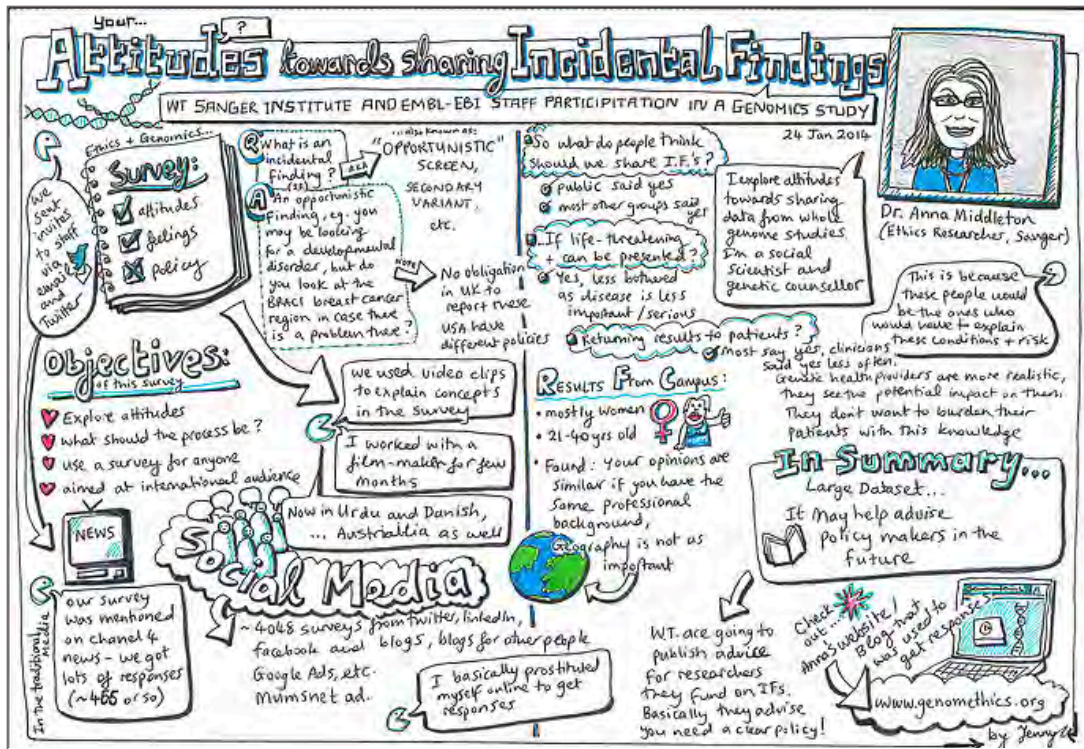 your...
?
Attitudes towards sharing Incidental Findings
WT SANGER INSTITUTE AND EMBL-EBI STAFF PARTICIPITATION IN A GENOMICS STUDY
24 Jan 2014
we
sent
invites
to staff
via
email
and
Twitter
Ethics + Genomics...
Survey:
attitudes
feelings
policy
Q
What is an
incidental
finding?
(IF)
AKA
...also known as:
"OPPORTUNISTIC"
SCREEN,
SECONDARY
VARIANT,
etc.
A
An opportunistic
finding, eg. you
may be looking
for a developmental
disorder, but do
you look at the
BRAC1 breast cancer
region in case there
is a problem there?
NOTE
No obligation
in UK to
report these
USA have
different policies
Objectives:
of this survey
Explore attitudes
what should the process be?
use a survey for anyone
aimed at international audience
we used video clips
to explain concepts
in the survey
I worked with a
film-maker for few
months
Now in Urdu and Danish,
... Austriallia as well
NEWS
In the traditional
media
our survey
was mentioned
on chanel 4
news - we got
lots of responses
(~ 466 or so)
Social Media
~ 4048 surveys from twitter, linkedIn,
facebook and blogs, blogs for other people
Google Ads, etc.
Mumsnet ad.
I basically prostituted
myself online to get
responses
So what do people think
should we share I.F.'s?
public said yes
most other groups said
yes
...If life-threatening
+ can be presented?
Yes, less bothered
as disease is less
important / serious
Returning results to patients?
most say yes, clinicians
said yes less often.
Genetic health providers are more realistic,
they see the potential impact on them.
They don't want to burden their
patients with this knowledge
I explore attitudes
towards sharing
data from whole
genome studies.
I'm a social
scientist and
genetic counsellor
Dr. Anna Middleton
(Ethics Researcher, Sanger)
This is because
these people would
be the ones who
would have to explain
these conditions + risk
Results From Campus:
mostly women
21-40 yrs old
Found: your opinions are
similar if you have the
same professional
background,
Geography is not as
important
In Summary...
Large Dataset...
It may help advise
policy makers in the
future
W.T. are going to
publish advice
for researchers
they fund on IFs.
Basically they advise
you need a clear policy!
Check
out...
Anna's website!
Blog-host
was used to
get responses
www.genomethics.org
by